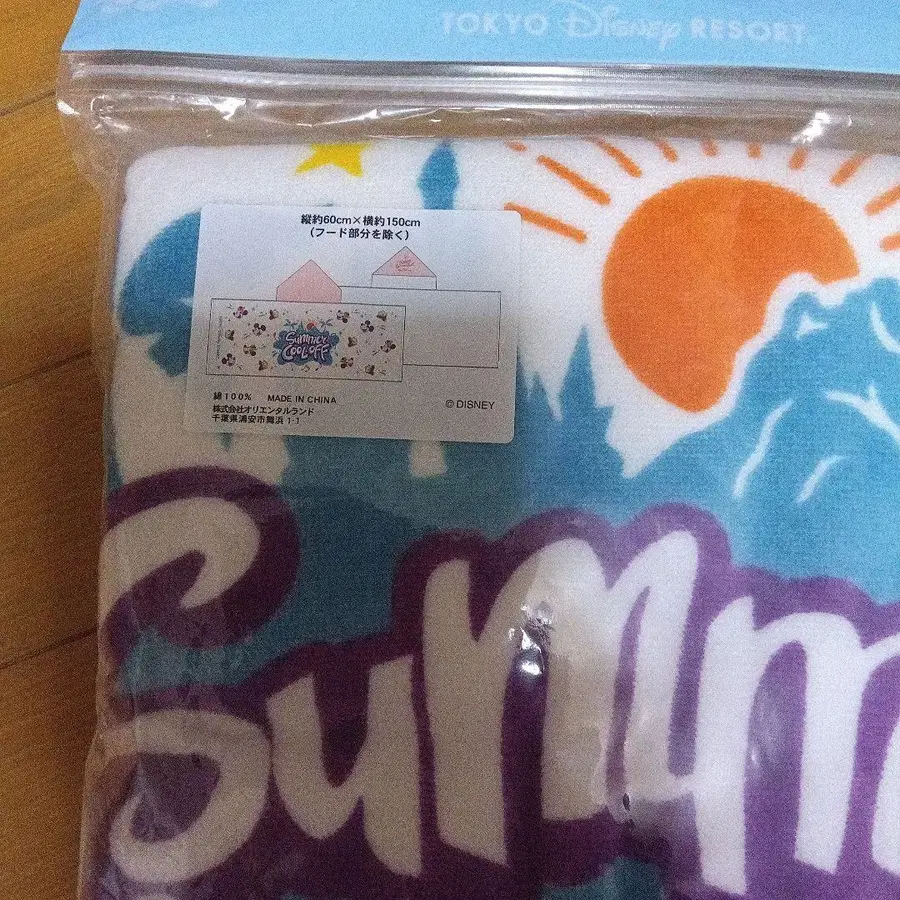 TOKYO Disney RESORT
縦約60cm×横約150cm
(フード部分を除く)
Summer
COOL OFF
綿100% MADE IN CHINA
株式会社オリエンタルランド
千葉県浦安市舞浜 1-1
© DISNEY
Summ